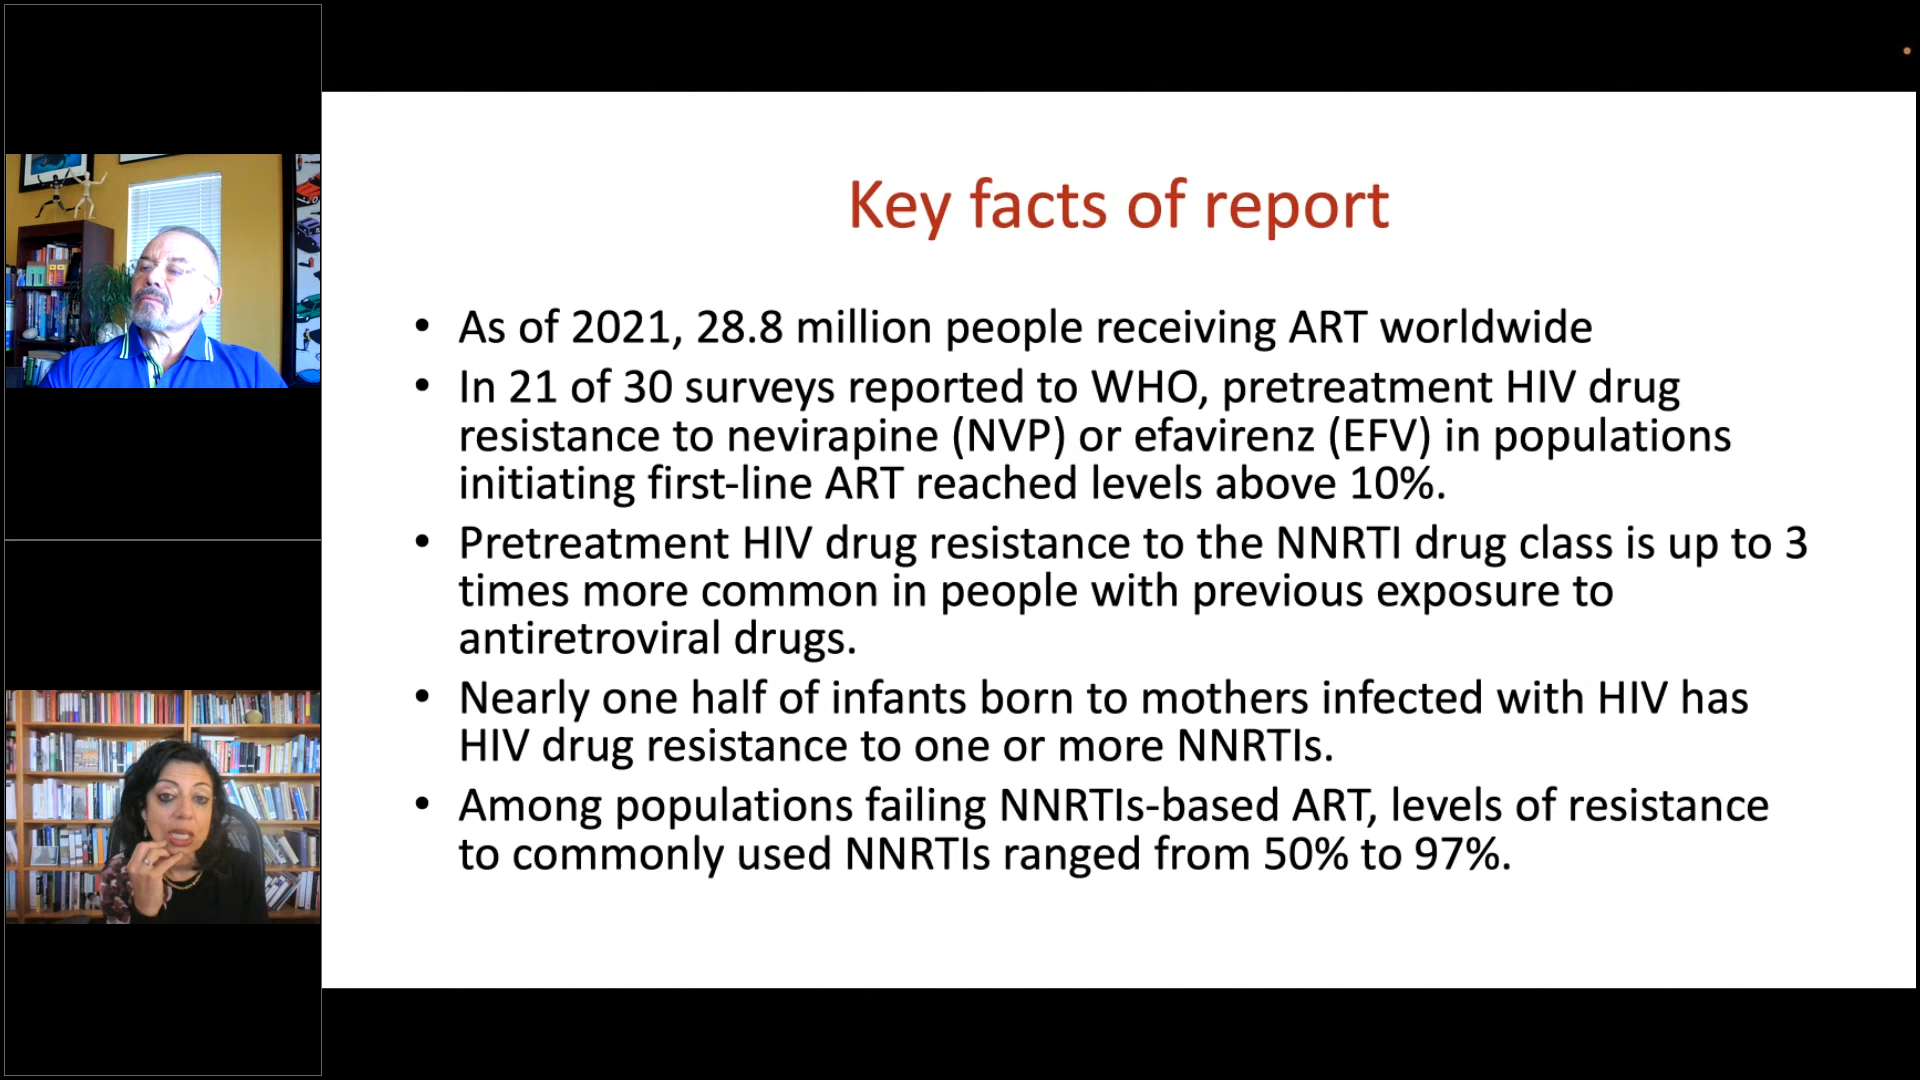 Key facts of report
• As of 2021, 28.8 million people receiving ART worldwide
• In 21 of 30 surveys reported to WHO, pretreatment HIV drug
resistance to nevirapine (NVP) or efavirenz (EFV) in populations
initiating first-line ART reached levels above 10%.
• Pretreatment HIV drug resistance to the NNRTI drug class is up to 3
times more common in people with previous exposure to
antiretroviral drugs.
• Nearly one half of infants born to mothers infected with HIV has
HIV drug resistance to one or more NNRTIs.
• Among populations failing NNRTIs-based ART, levels of resistance
to commonly used NNRTIs ranged from 50% to 97%.